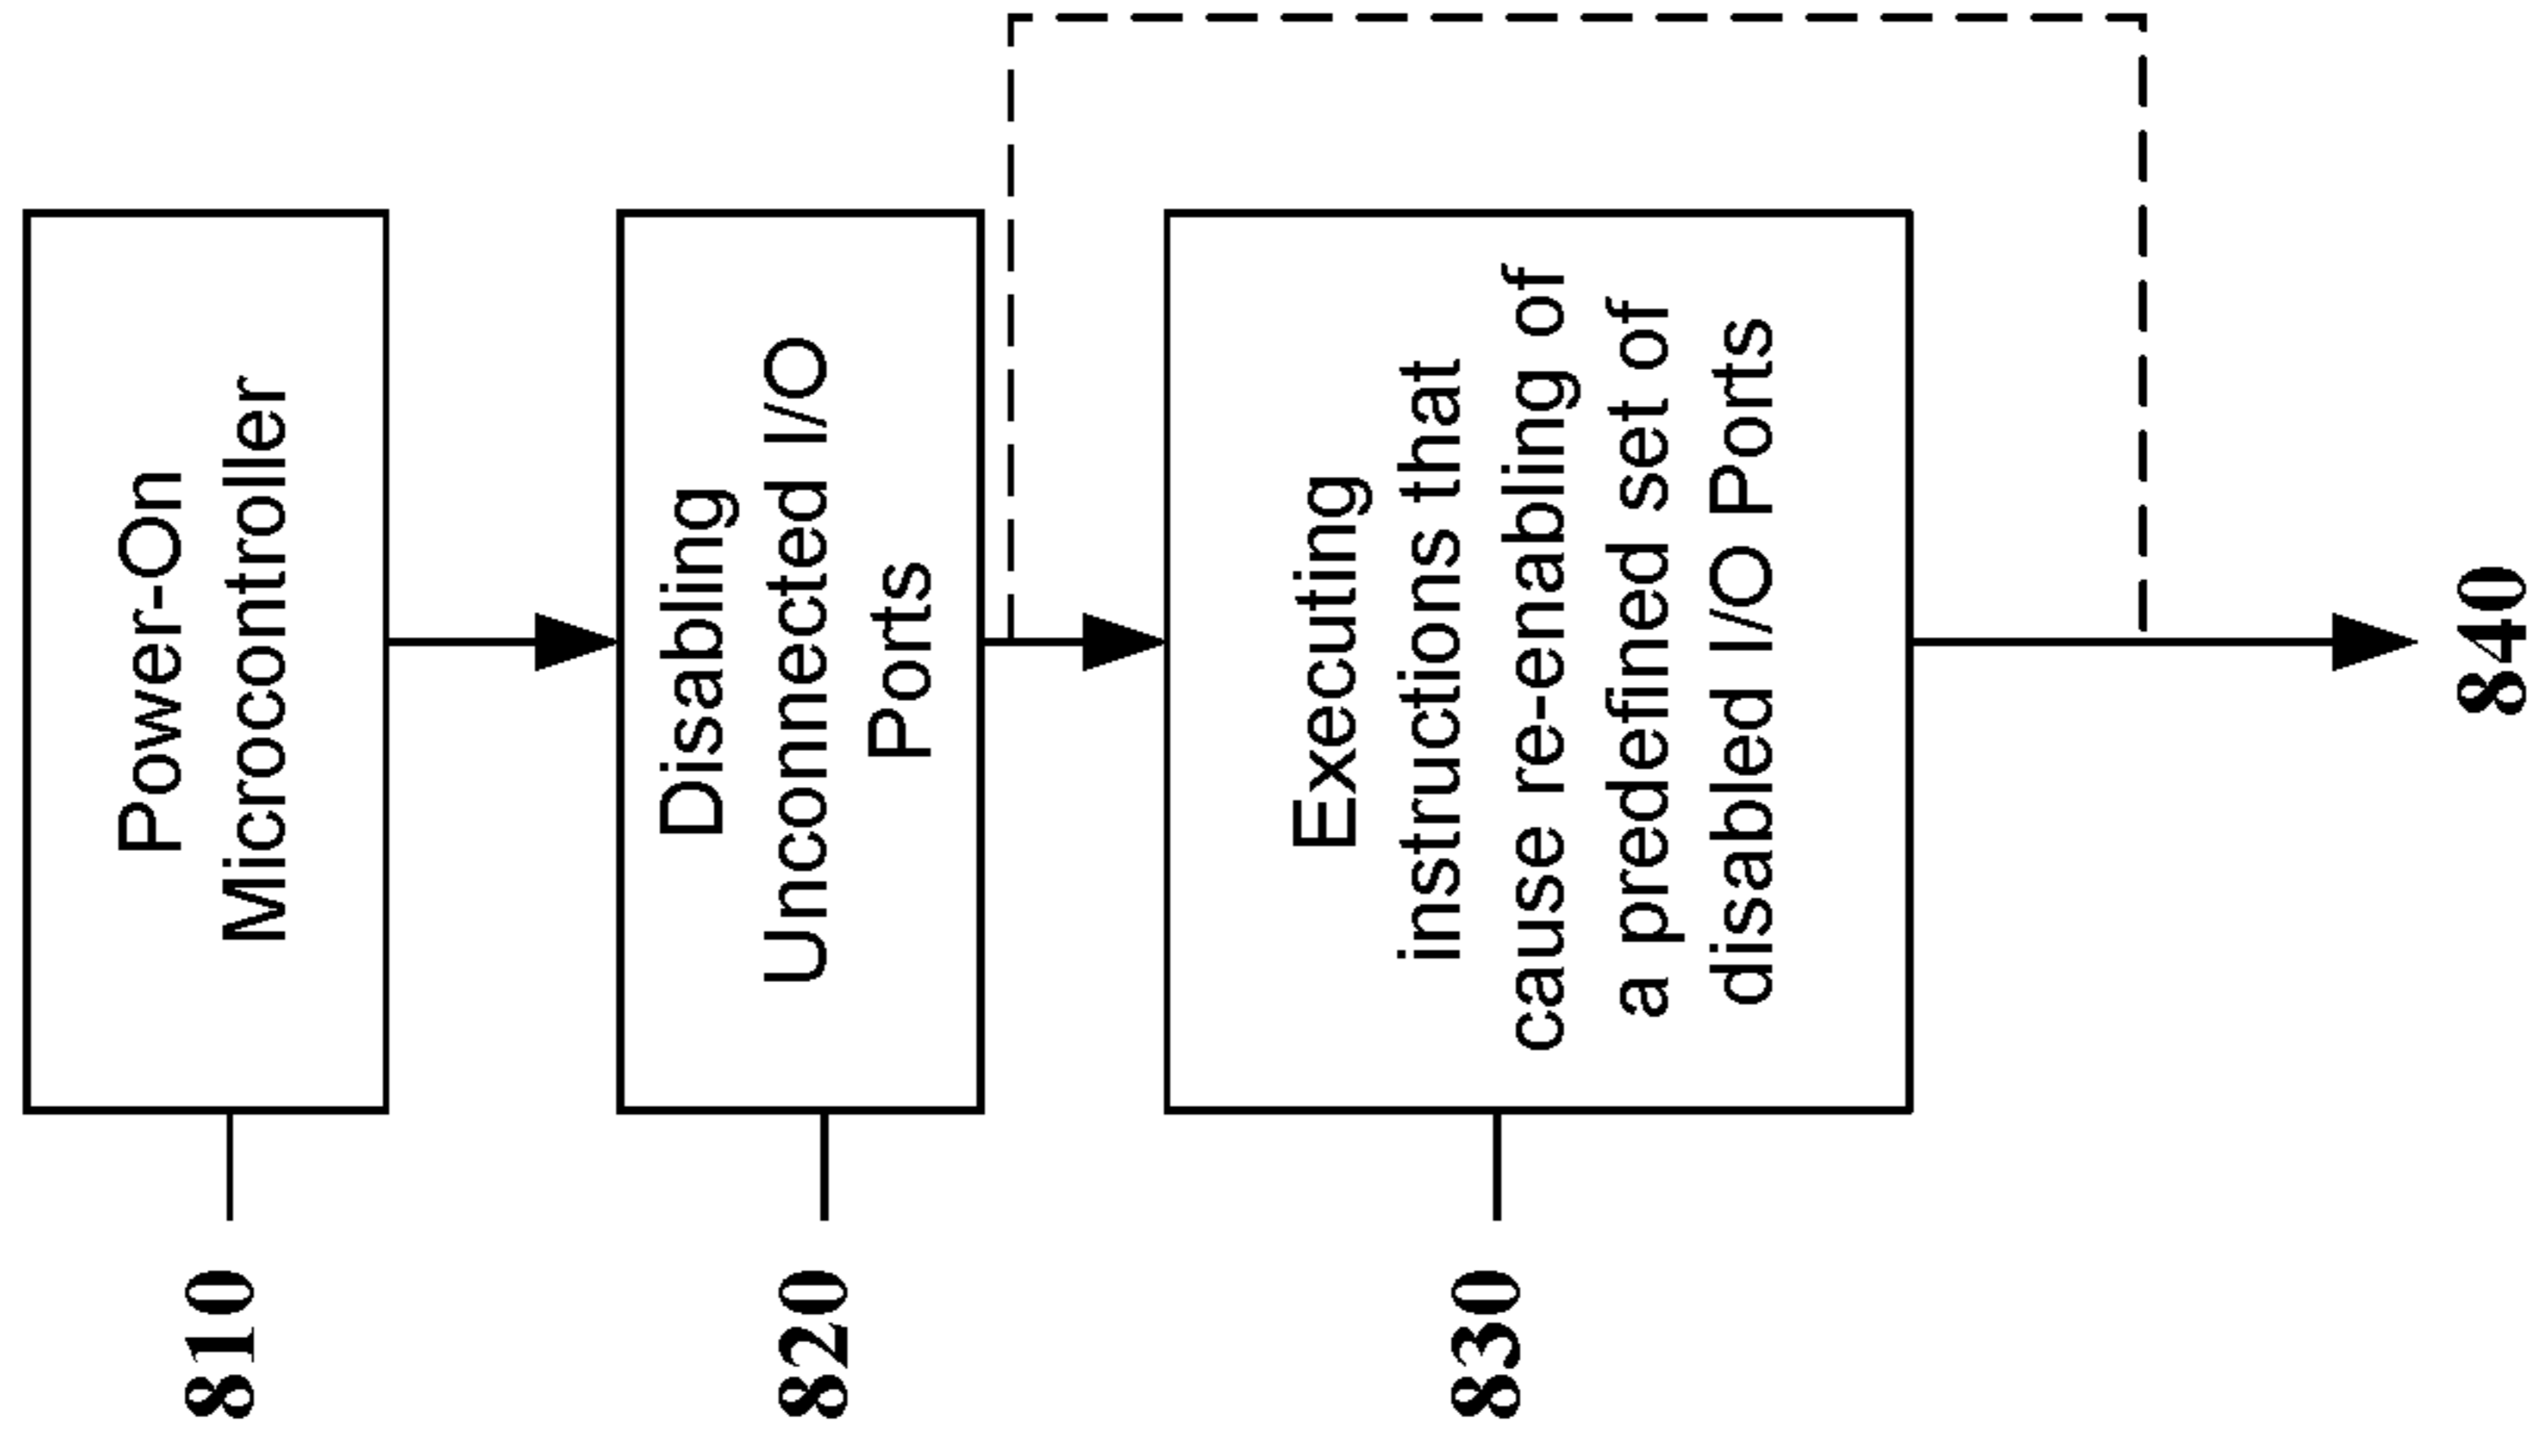 810
Power-On
Microcontroller
820
Disabling
Unconnected I/O
Ports
830
Executing
instructions that
cause re-enabling of
a predefined set of
disabled I/O Ports
840